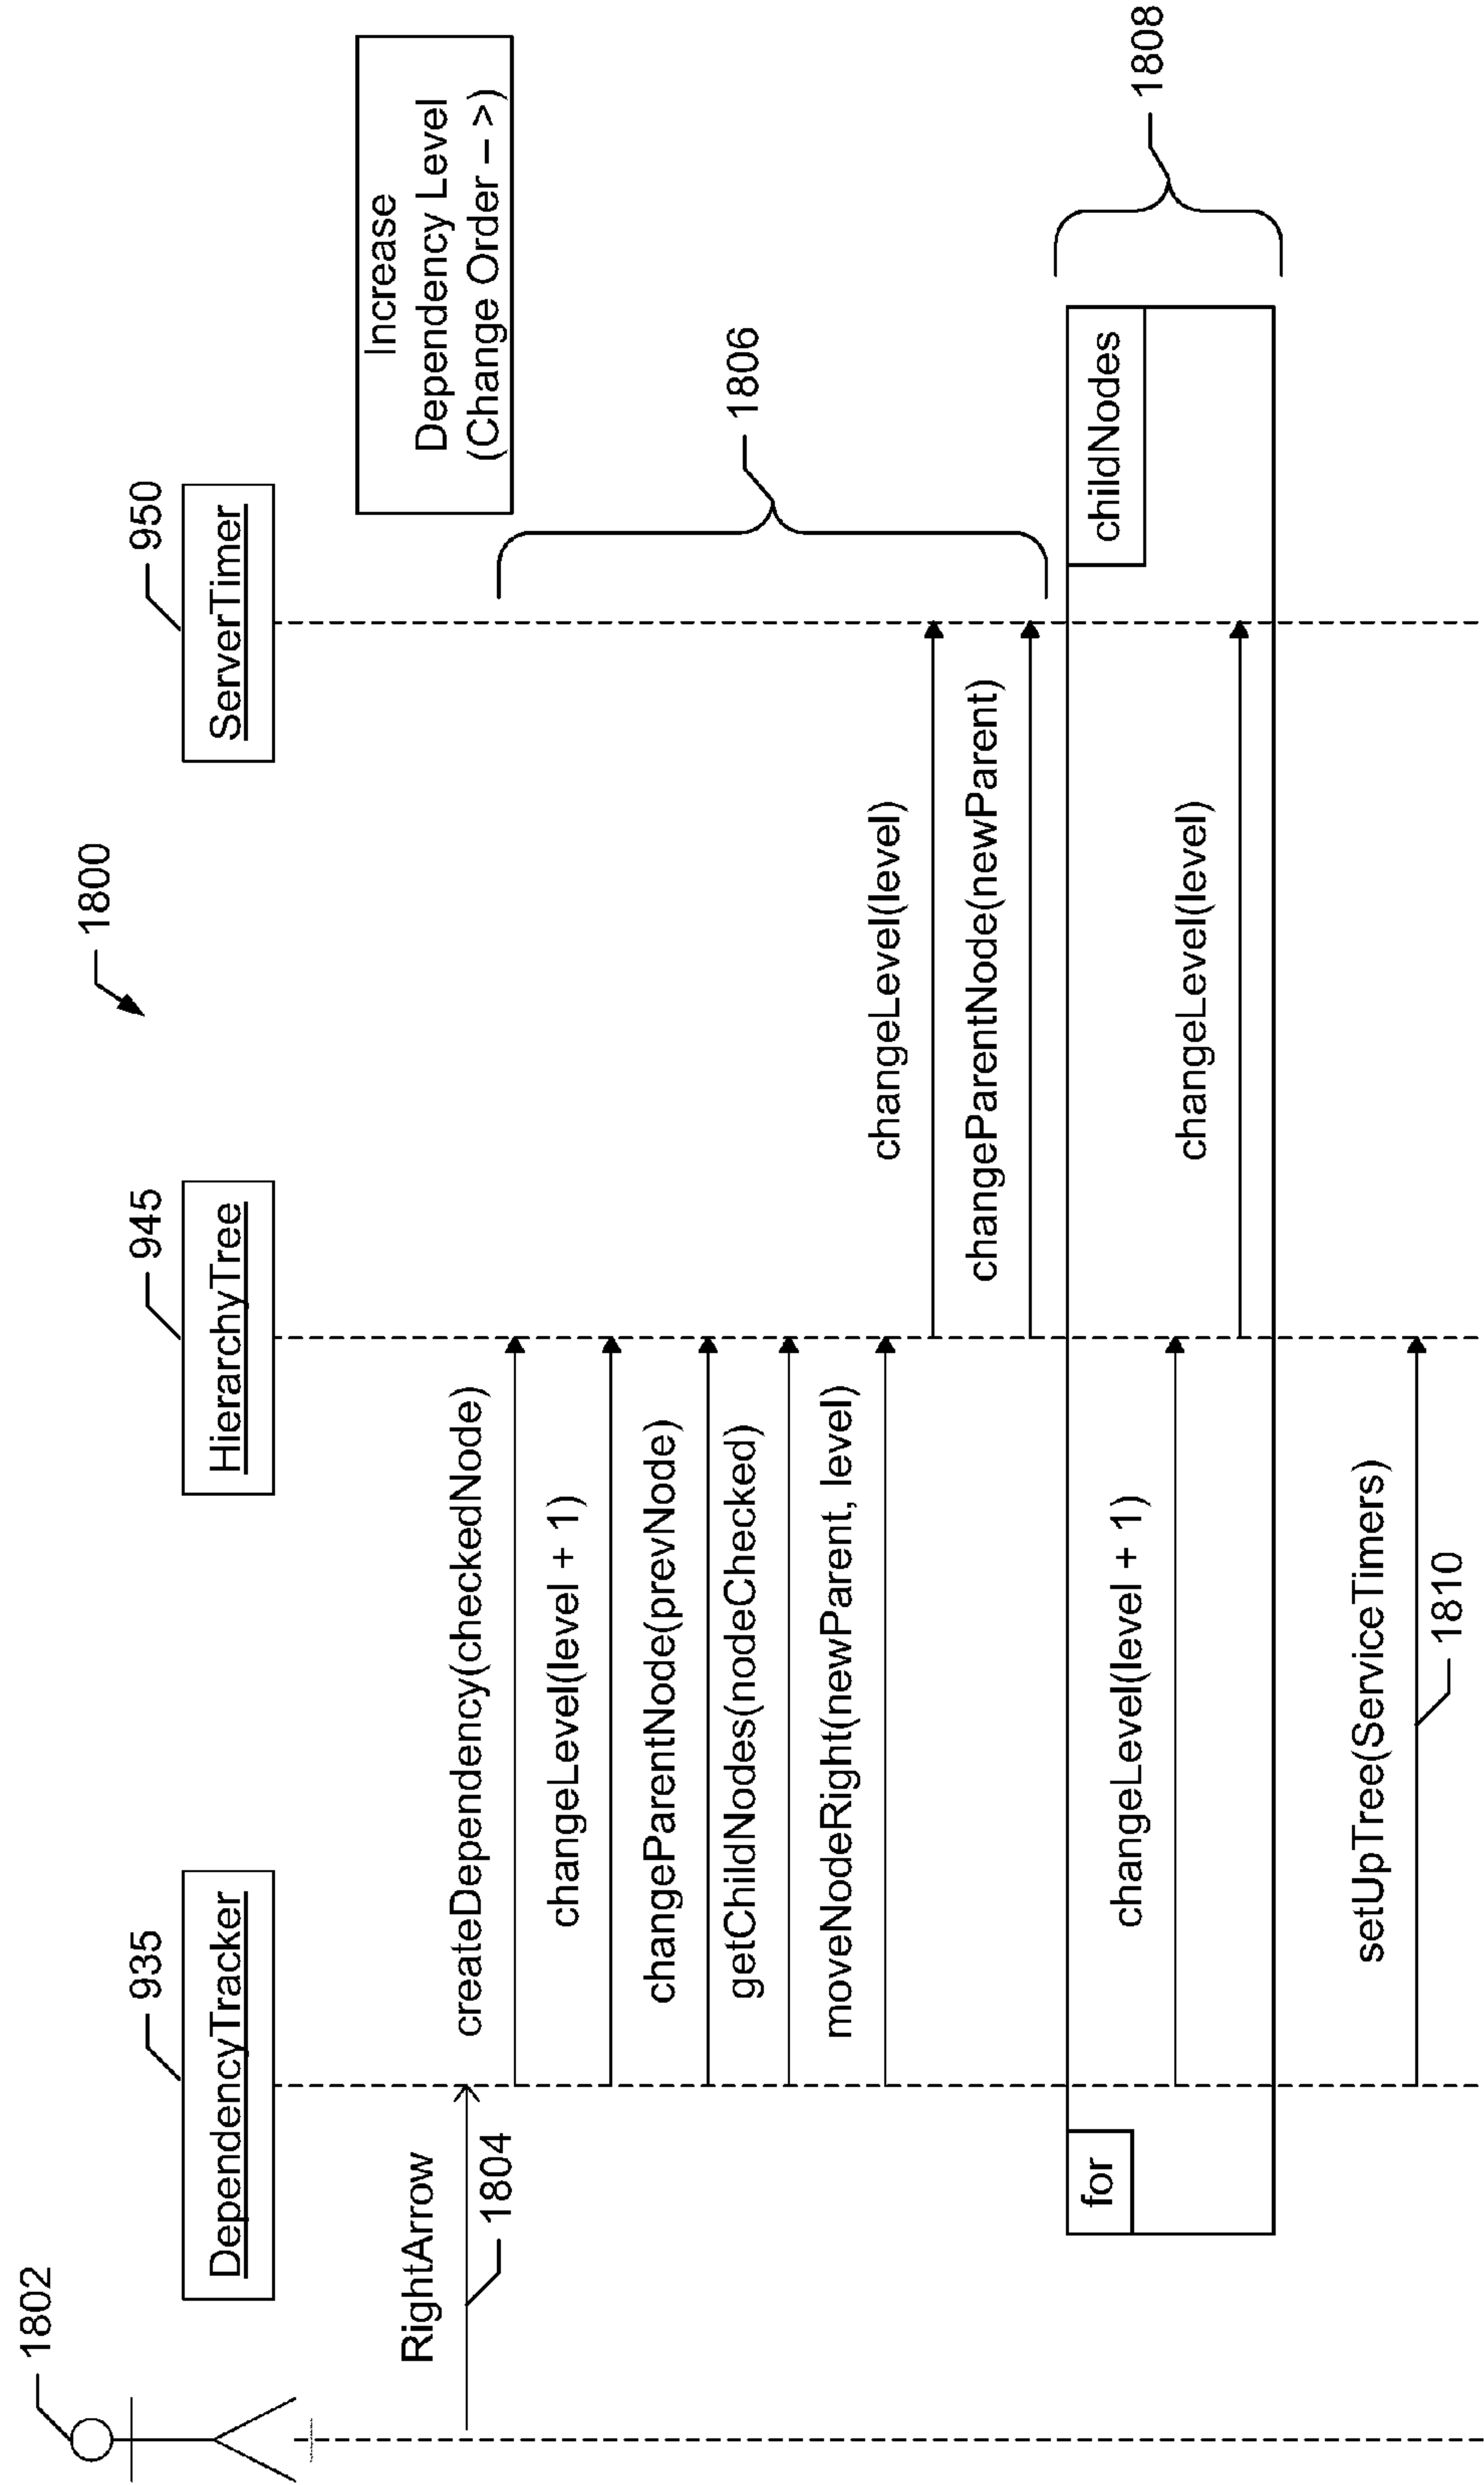 1800
1802
935
945
950
DependencyTracker
HierarchyTree
ServerTimer
Increase
Dependency Level
(Change Order – >)
RightArrow
1804
createDependency(checkedNode)
changeLevel(level + 1)
changeParentNode(prevNode)
getChildNodes(nodeChecked)
moveNodeRight(newParent, level)
changeLevel(level)
changeParentNode(newParent)
1806
for
childNodes
changeLevel(level + 1)
changeLevel(level)
1808
setUpTree(ServiceTimers)
1810